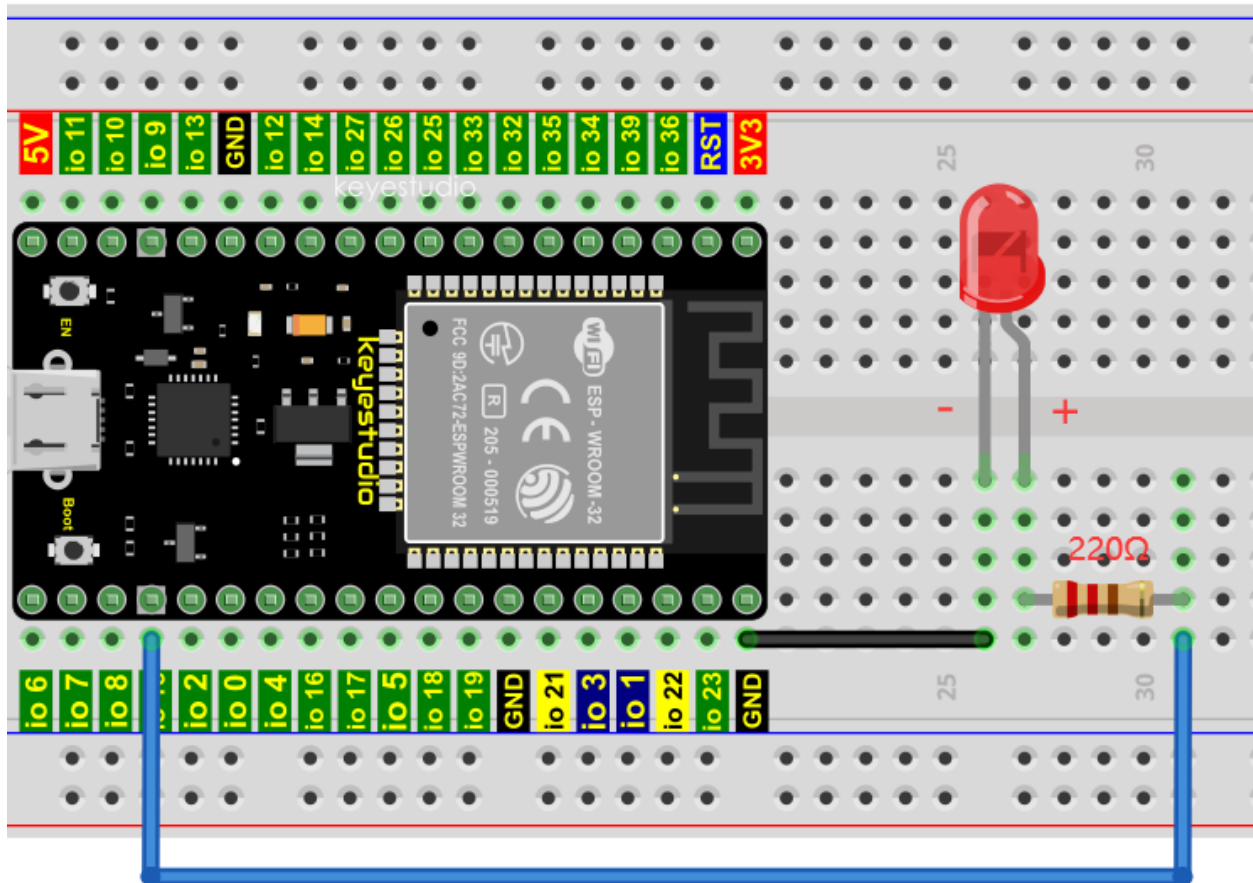 5V
io 11
io 10
io 9
io 13
GND
io 12
io 14
io 27
io 26
io 25
io 33
io 32
io 35
io 34
io 39
io 36
RST
3V3
25
30
keyestudio
EN
Boot
keyestudio
WiFi
ESP - WROOM -32
CE
R
205 - 000519
FCC 9D:2AC72-ESPWROOM 32
-
+
220Ω
io 6
io 7
io 8
io 2
io 0
io 4
io 16
io 17
io 5
io 18
io 19
GND
io 21
io 3
io 1
io 22
io 23
GND
25
30